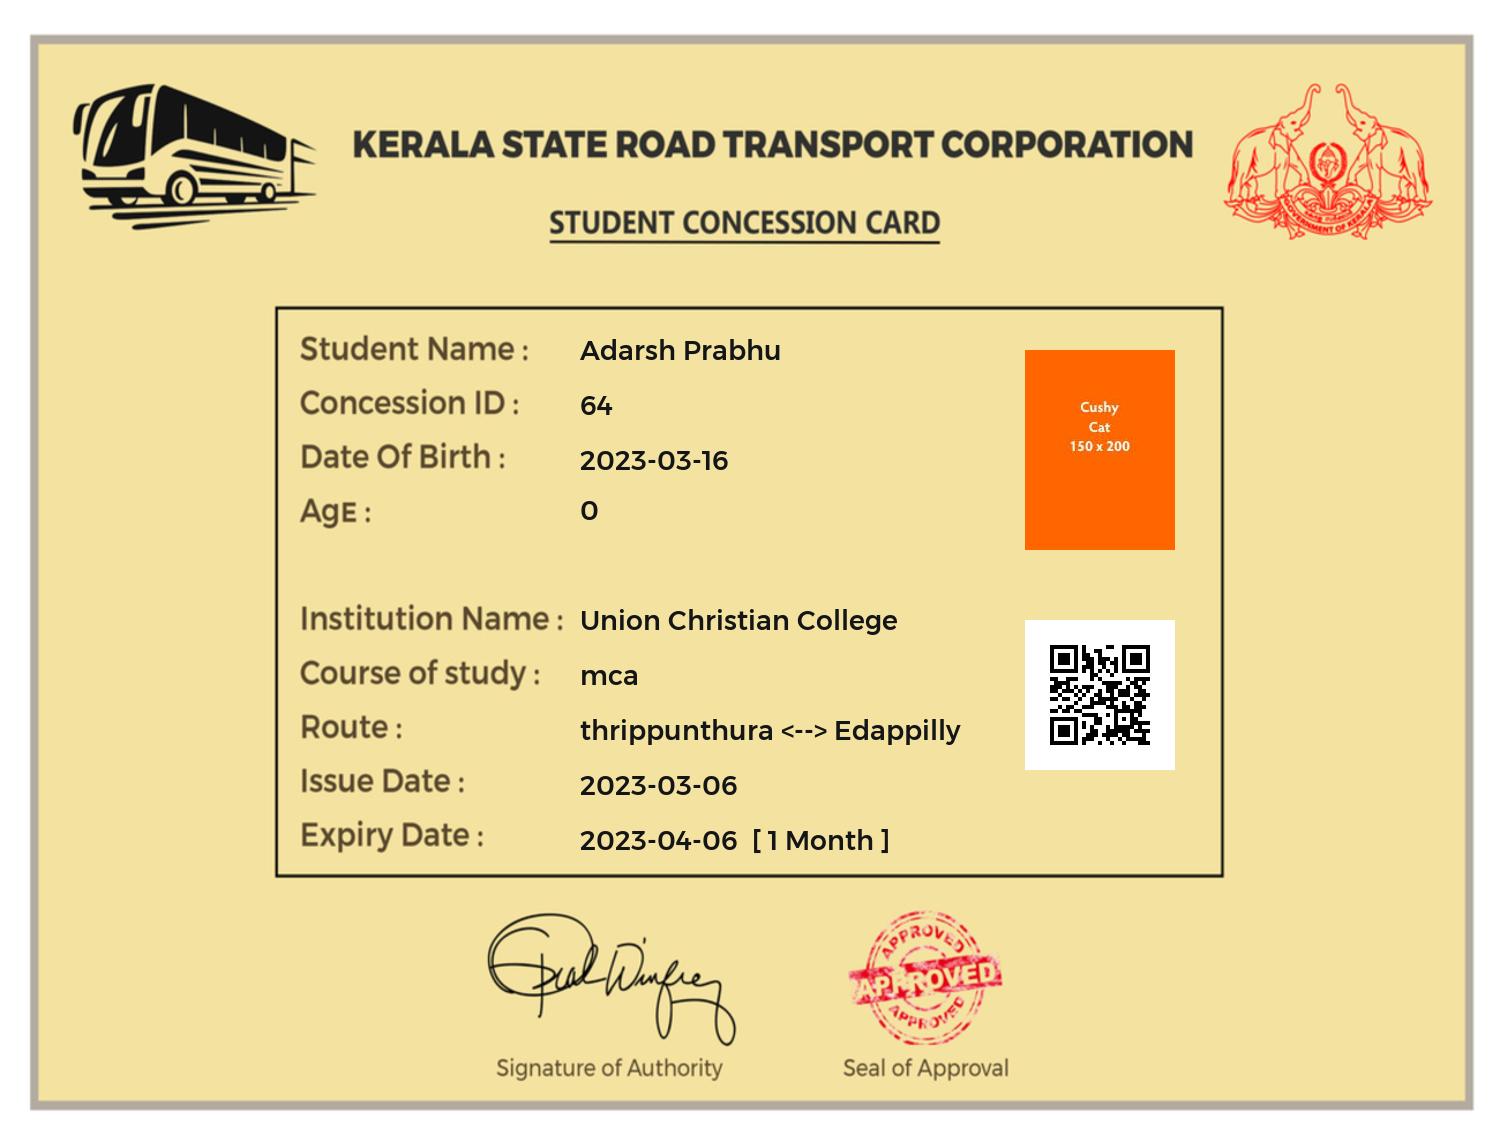 KERALA STATE ROAD TRANSPORT CORPORATION
STUDENT CONCESSION CARD
GOVERNMENT OF KERALA
Student Name : Adarsh Prabhu
Concession ID : 64
Date Of Birth : 2023-03-16
AgE : 0
Cushy
Cat
150 x 200
Institution Name : Union Christian College
Course of study : mca
Route : thrippunthura <--> Edappilly
Issue Date : 2023-03-06
Expiry Date : 2023-04-06 [ 1 Month ]
APPROVED
APPROVED
APPROVED
Signature of Authority
Seal of Approval